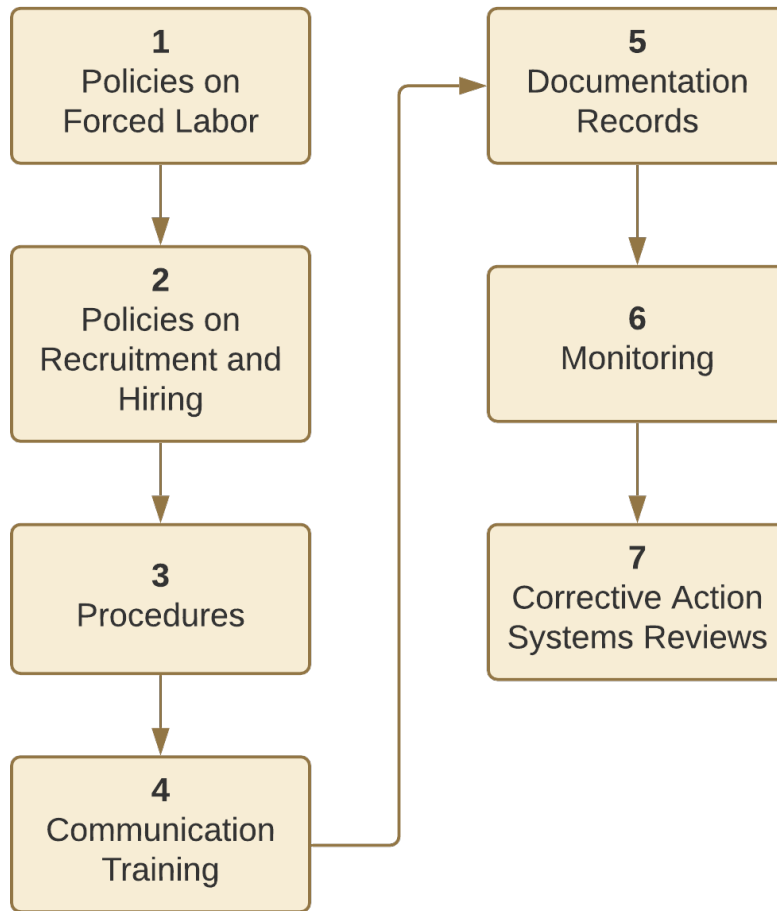 1
Policies on
Forced Labor
2
Policies on
Recruitment and
Hiring
3
Procedures
4
Communication
Training
5
Documentation
Records
6
Monitoring
7
Corrective Action
Systems Reviews